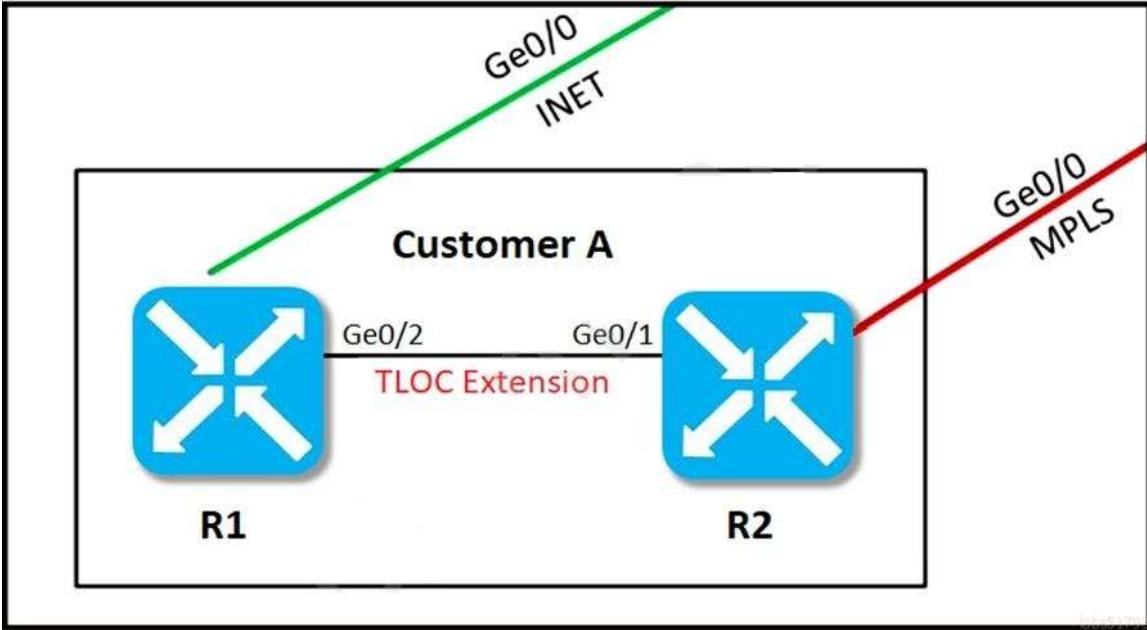 Ge0/0
INET
Ge0/0
MPLS
Customer A
Ge0/2
Ge0/1
TLOC Extension
R1
R2